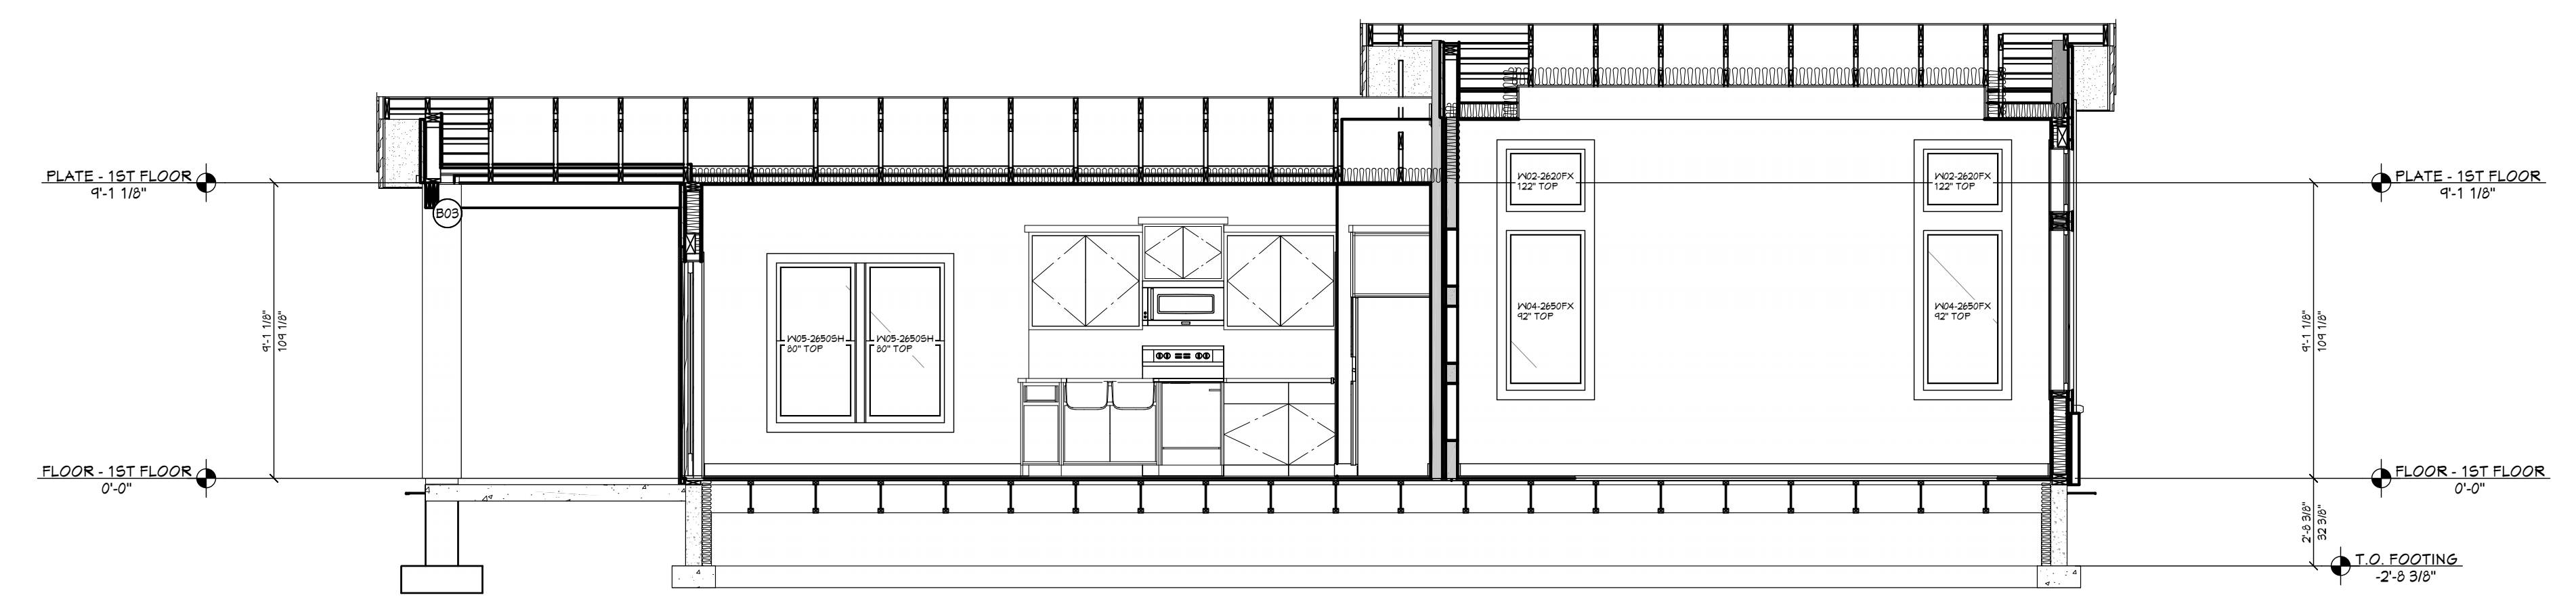 PLATE - 1ST FLOOR
9'-1 1/8"
B03
W02-2620FX
122" TOP
W02-2620FX
122" TOP
PLATE - 1ST FLOOR
9'-1 1/8"
9'-1 1/8"
109 1/8"
W05-2650SH
80" TOP
W05-2650SH
80" TOP
W04-2650FX
92" TOP
W04-2650FX
92" TOP
9'-1 1/8"
109 1/8"
FLOOR - 1ST FLOOR
0'-0"
FLOOR - 1ST FLOOR
0'-0"
2'-8 3/8"
32 3/8"
T.O. FOOTING
-2'-8 3/8"